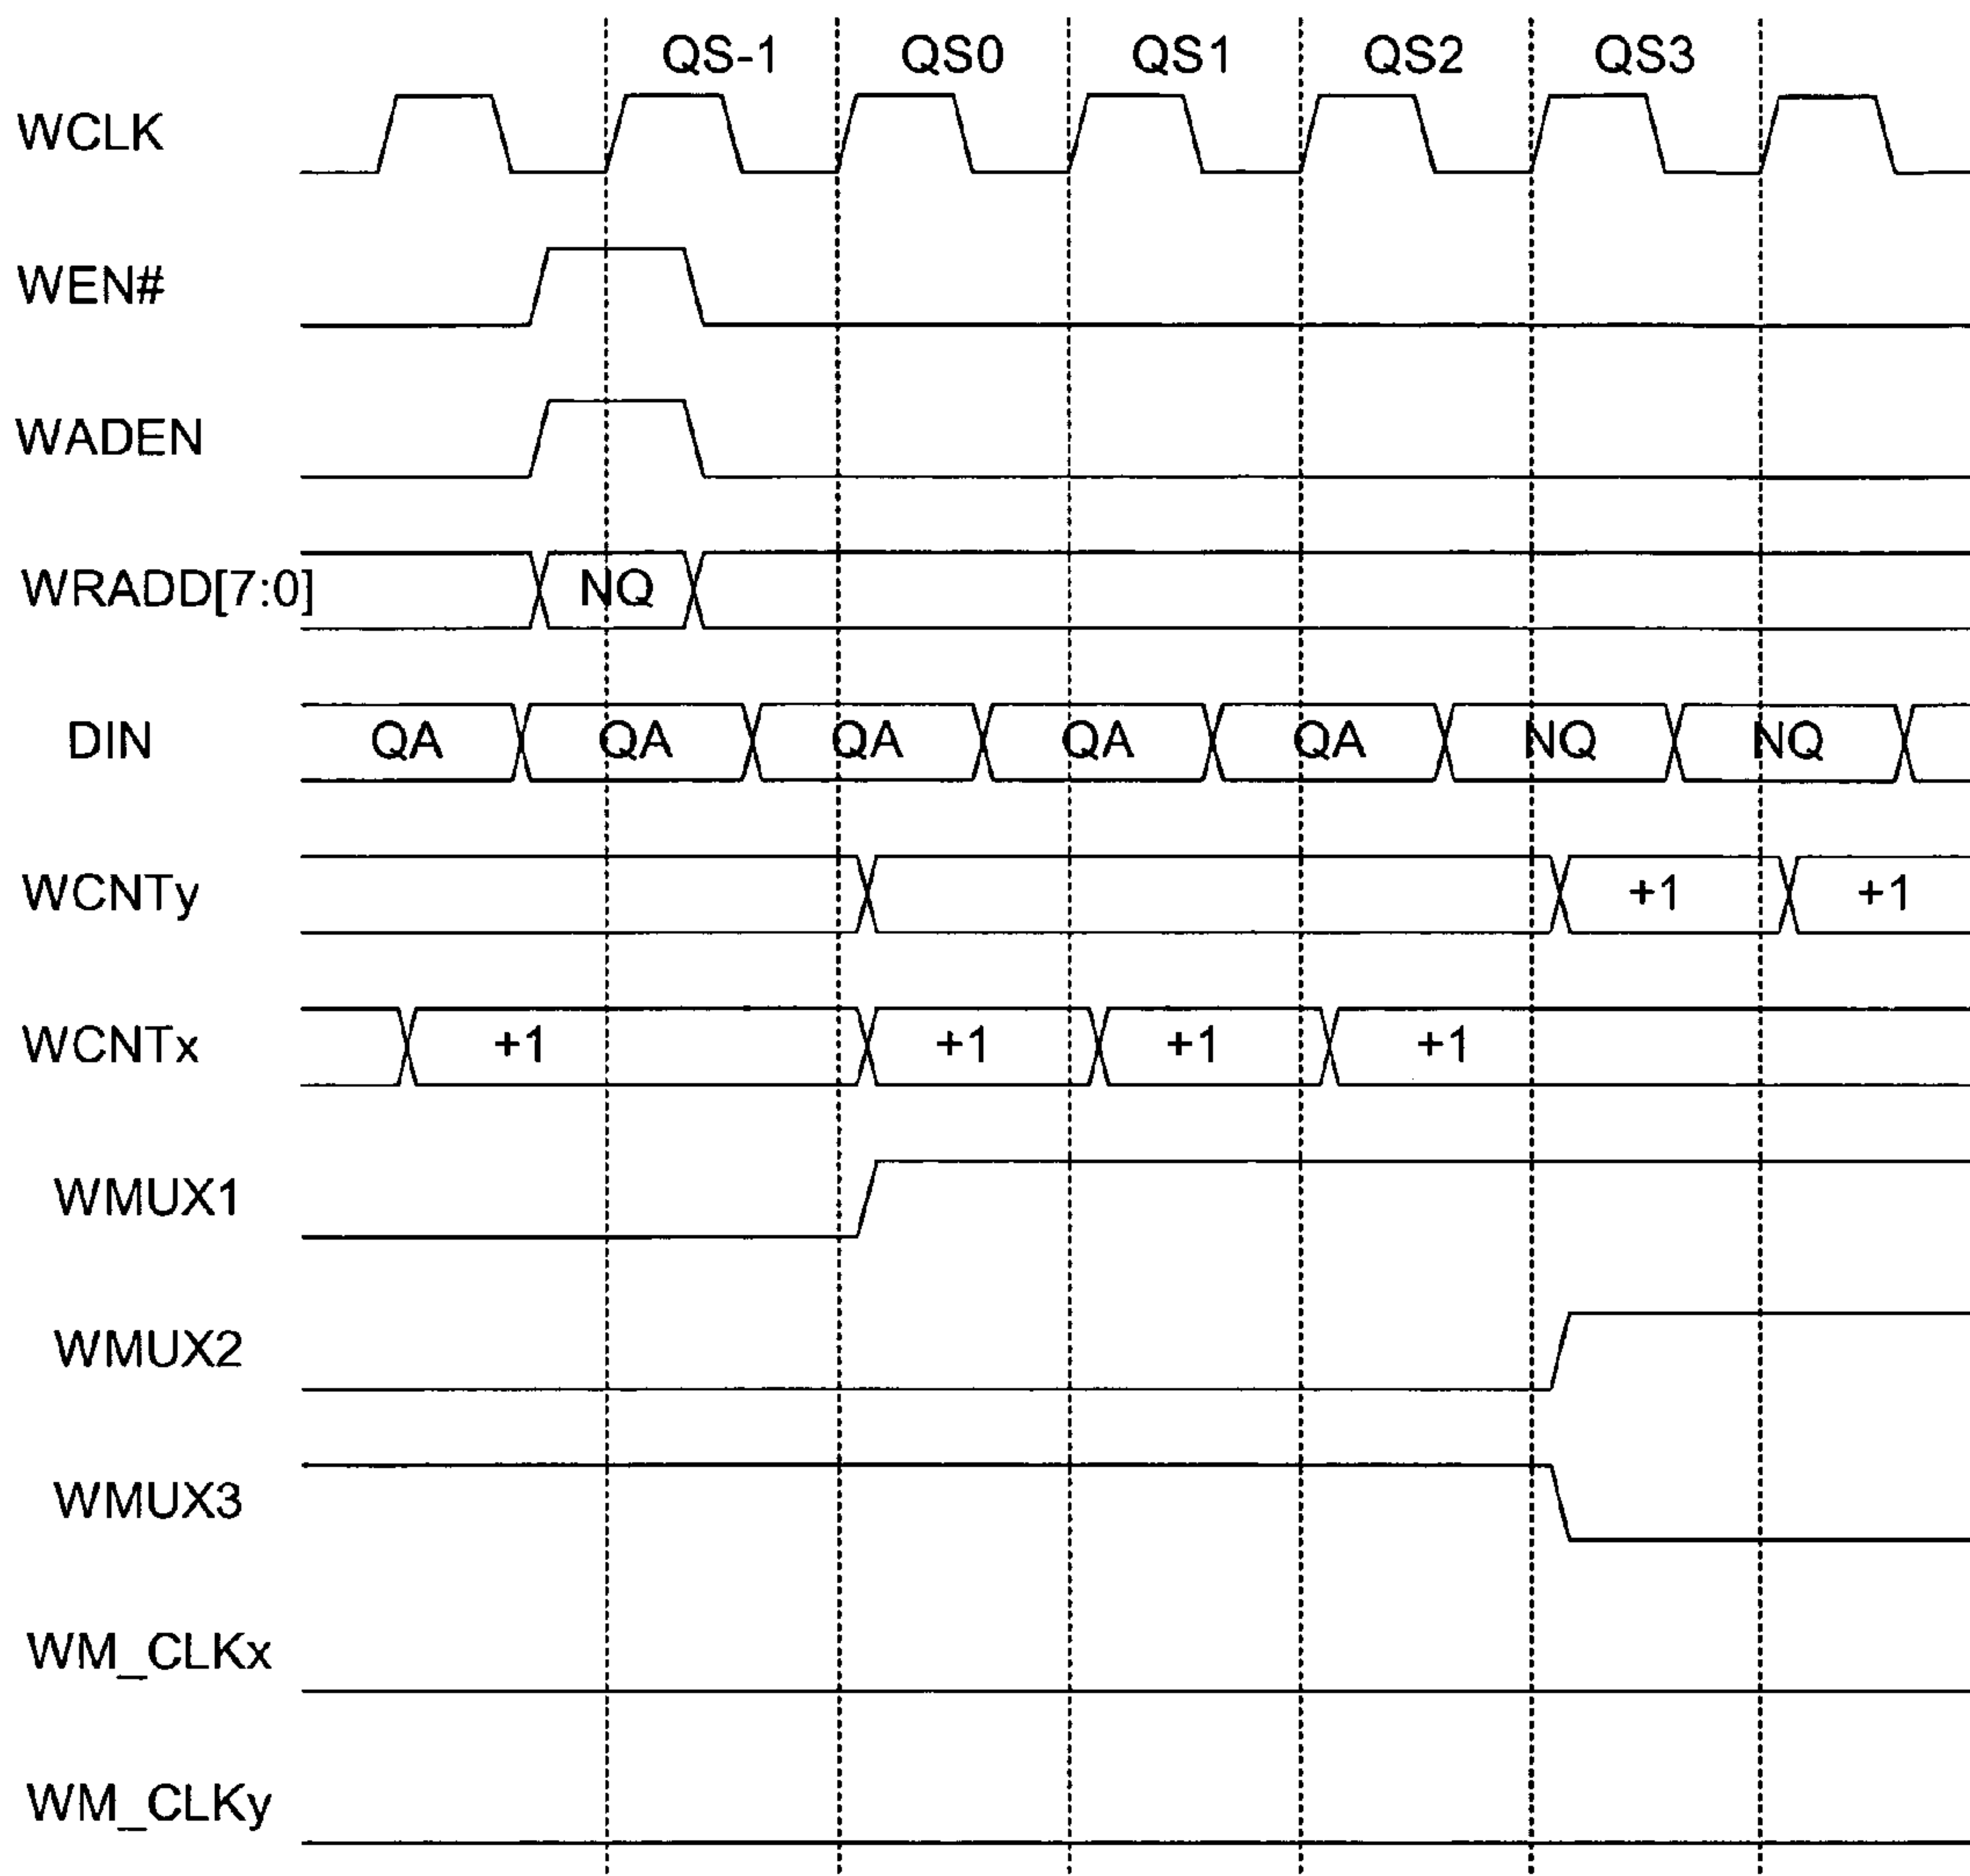 QS-1 QS0 QS1 QS2 QS3
WCLK
WEN#
WADEN
WRADD[7:0] NQ
DIN QA QA QA QA QA NQ NQ
WCNTy +1 +1
WCNTx +1 +1 +1 +1
WMUX1
WMUX2
WMUX3
WM_CLKx
WM_CLKy